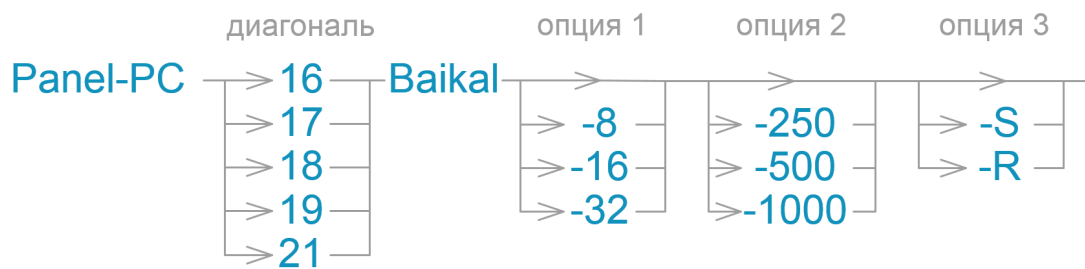 диагональ опция 1 опция 2 опция 3
Panel-PC 16 Baikal
17 -8 -250 -S
18 -16 -500 -R
19 -32 -1000
21